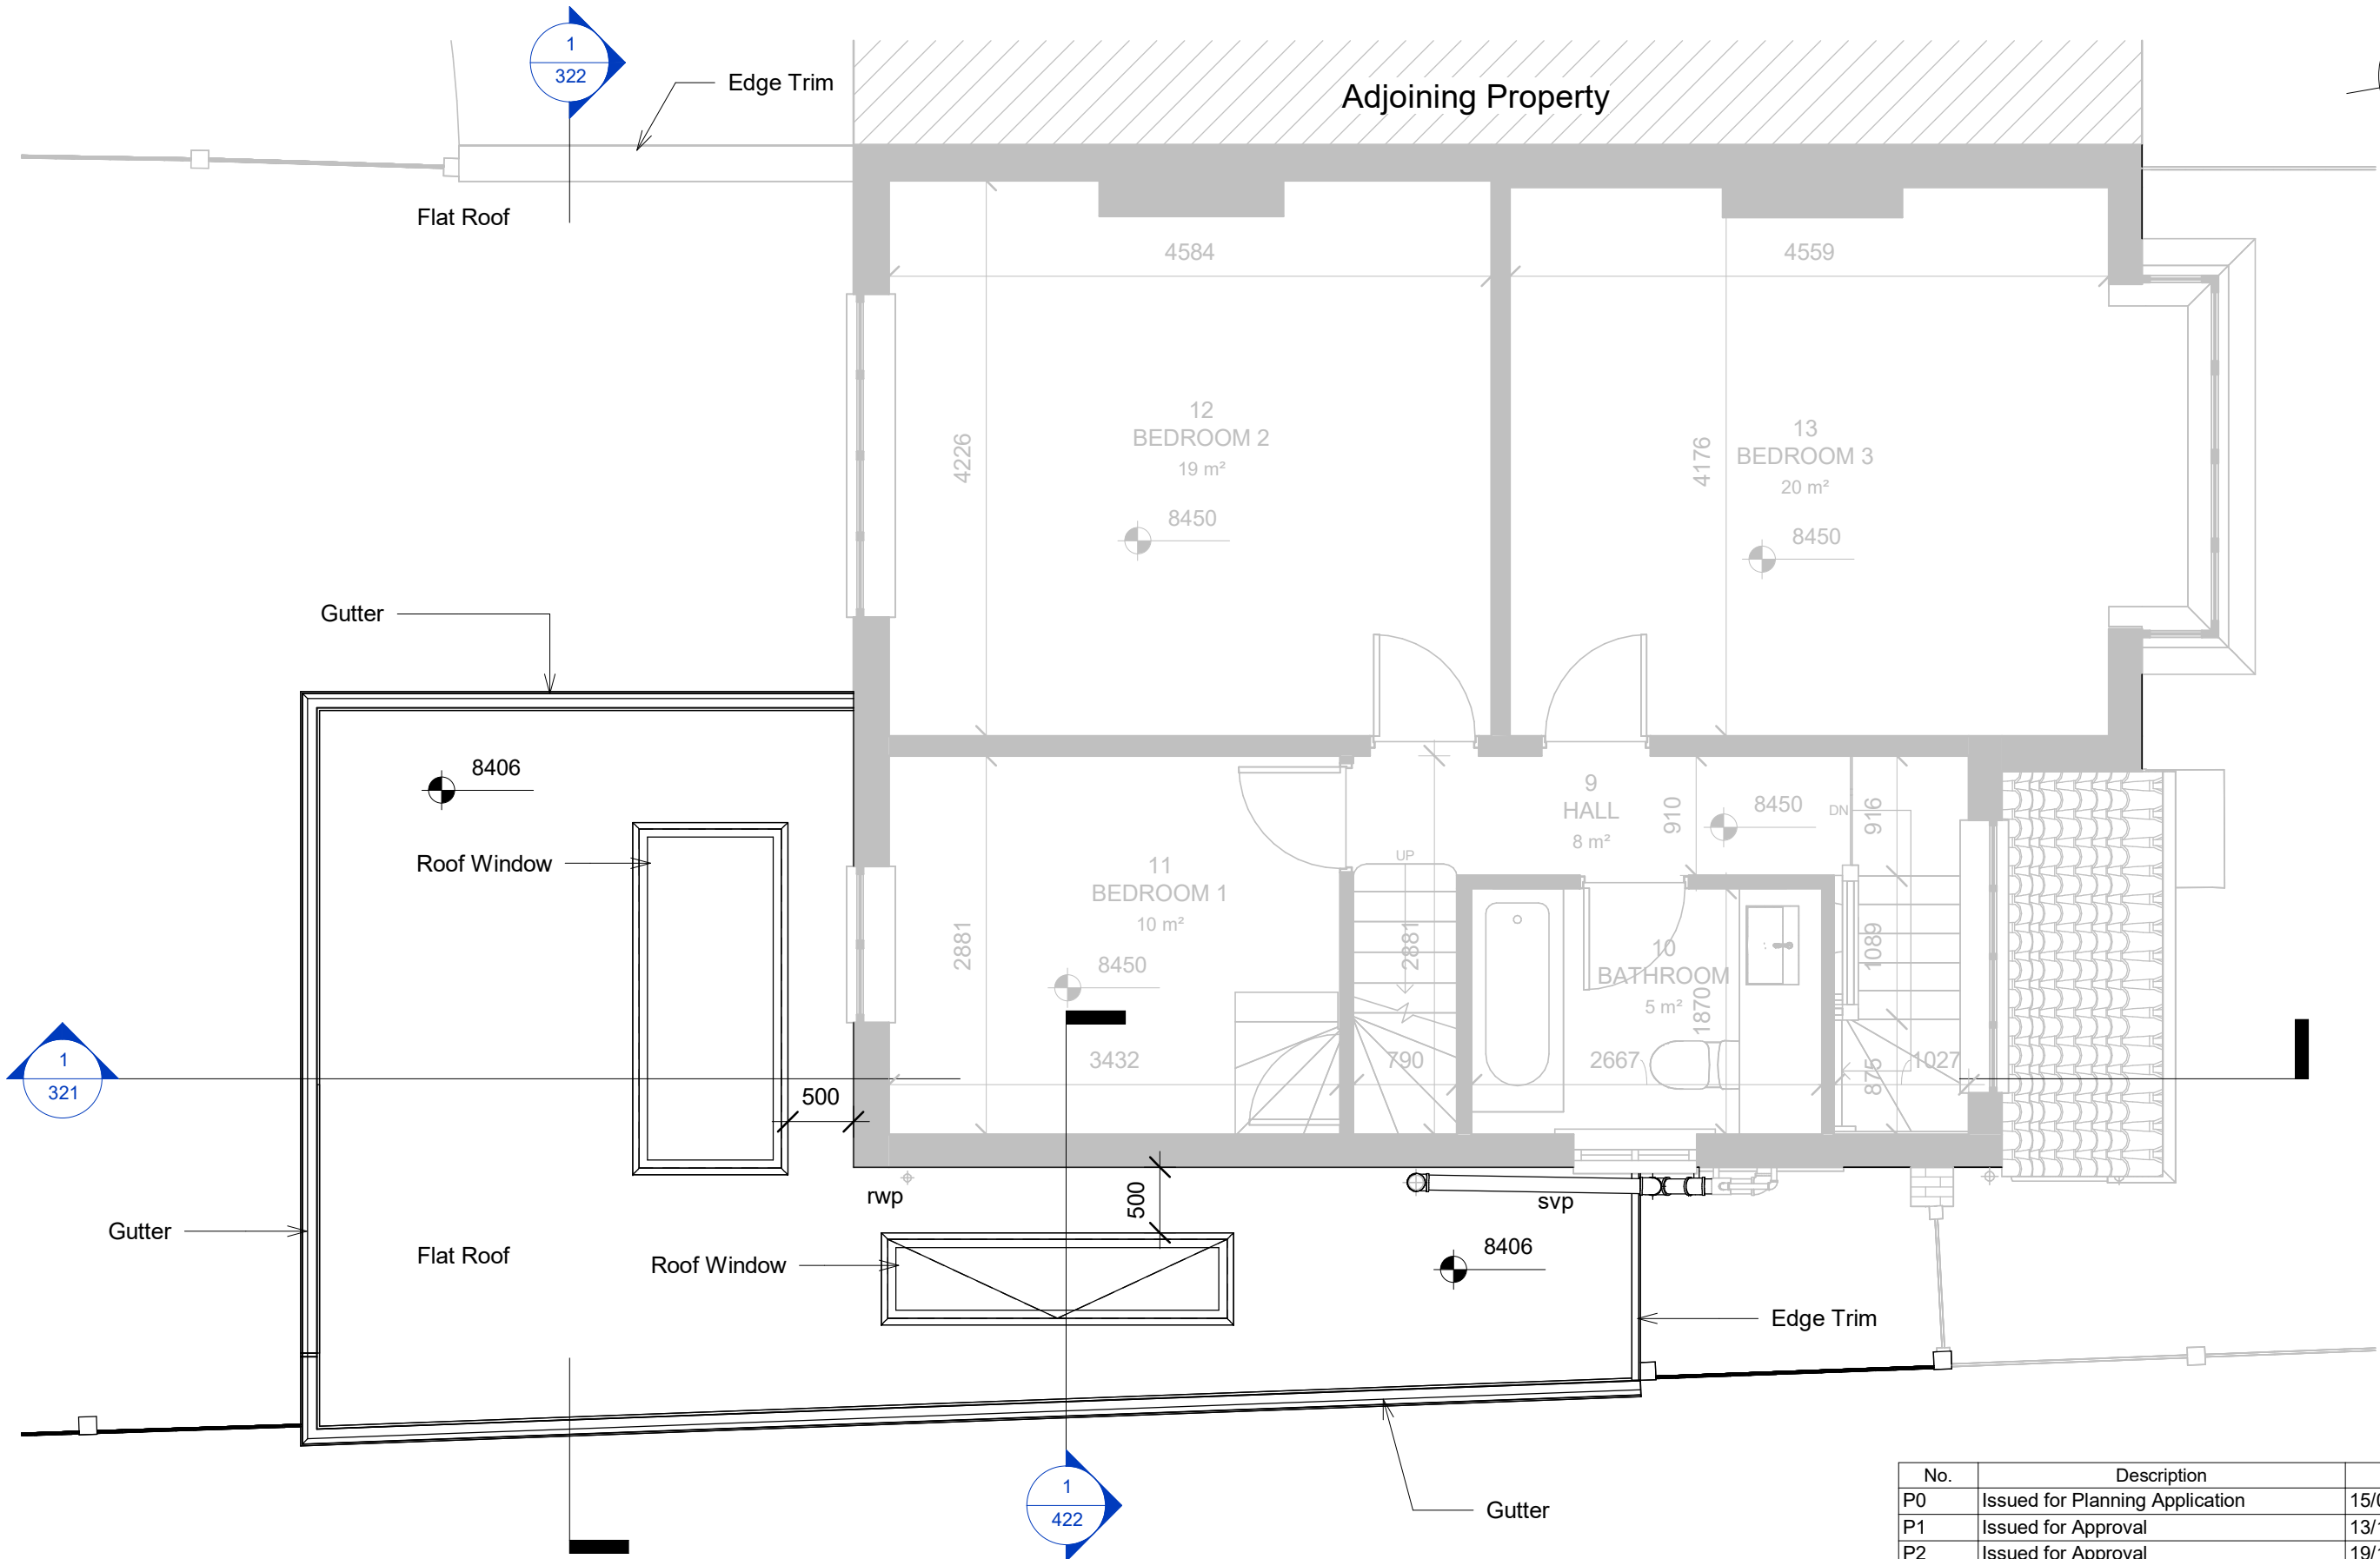 1
322
Edge Trim
Adjoining Property
Flat Roof
4584
4559
12
BEDROOM 2
19 m²
4226
8450
13
BEDROOM 3
20 m²
4176
8450
Gutter
8406
Roof Window
9
HALL
8 m²
910
8450
DN
916
UP
11
BEDROOM 1
10 m²
2881
8450
2881
10
BATHROOM
5 m²
1870
1089
1
321
3432
790
2667
875
1027
500
rwp
500
svp
Gutter
Flat Roof
Roof Window
8406
Edge Trim
1
422
Gutter
No.
Description
P0
Issued for Planning Application
P1
Issued for Approval
P2
Issued for Approval